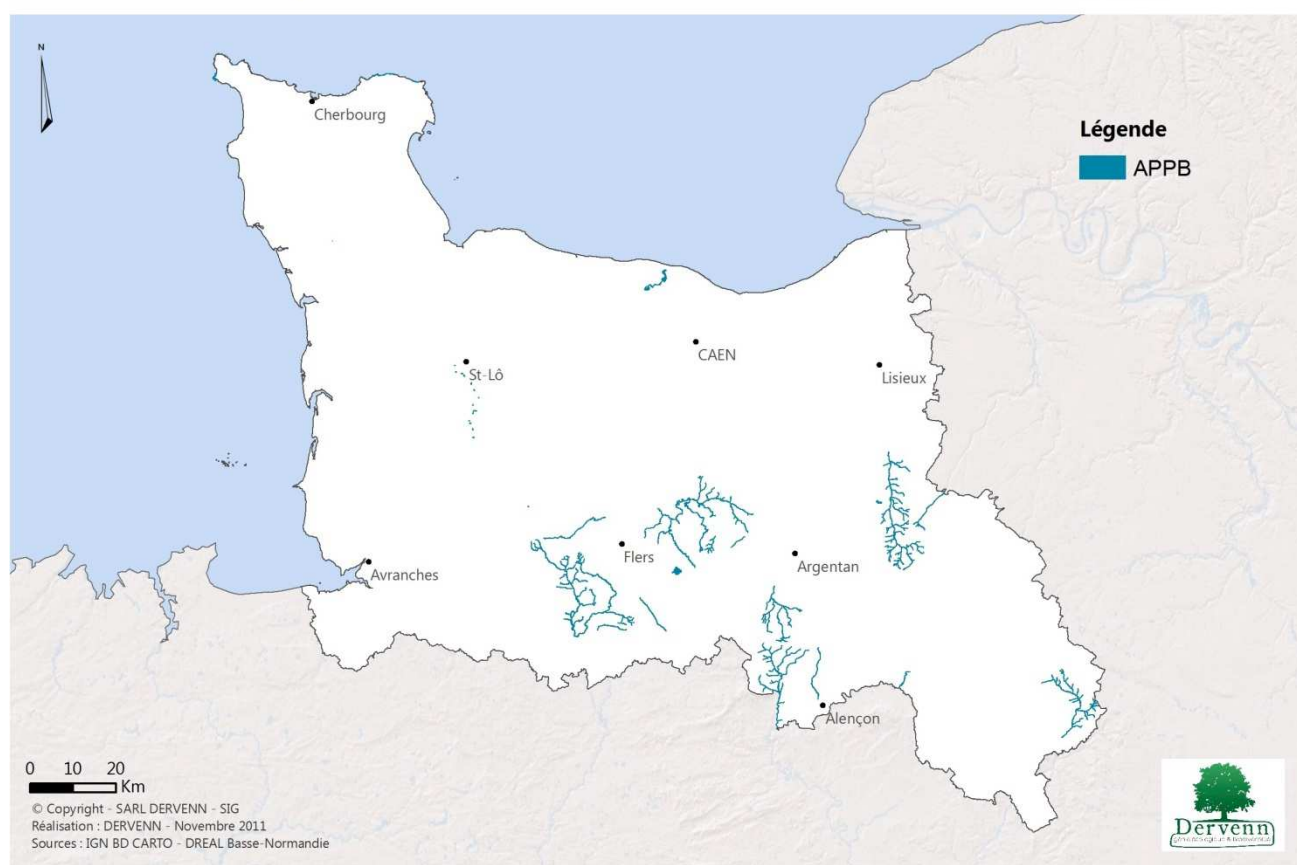 N
Cherbourg
Légende
APPB
CAEN
St-Lô
Lisieux
Flers
Argentan
Avranches
Alençon
0 10 20
Km
© Copyright - SARL DERVENN - SIG
Réalisation : DERVENN - Novembre 2011
Sources : IGN BD CARTO - DREAL Basse-Normandie
Dervenn